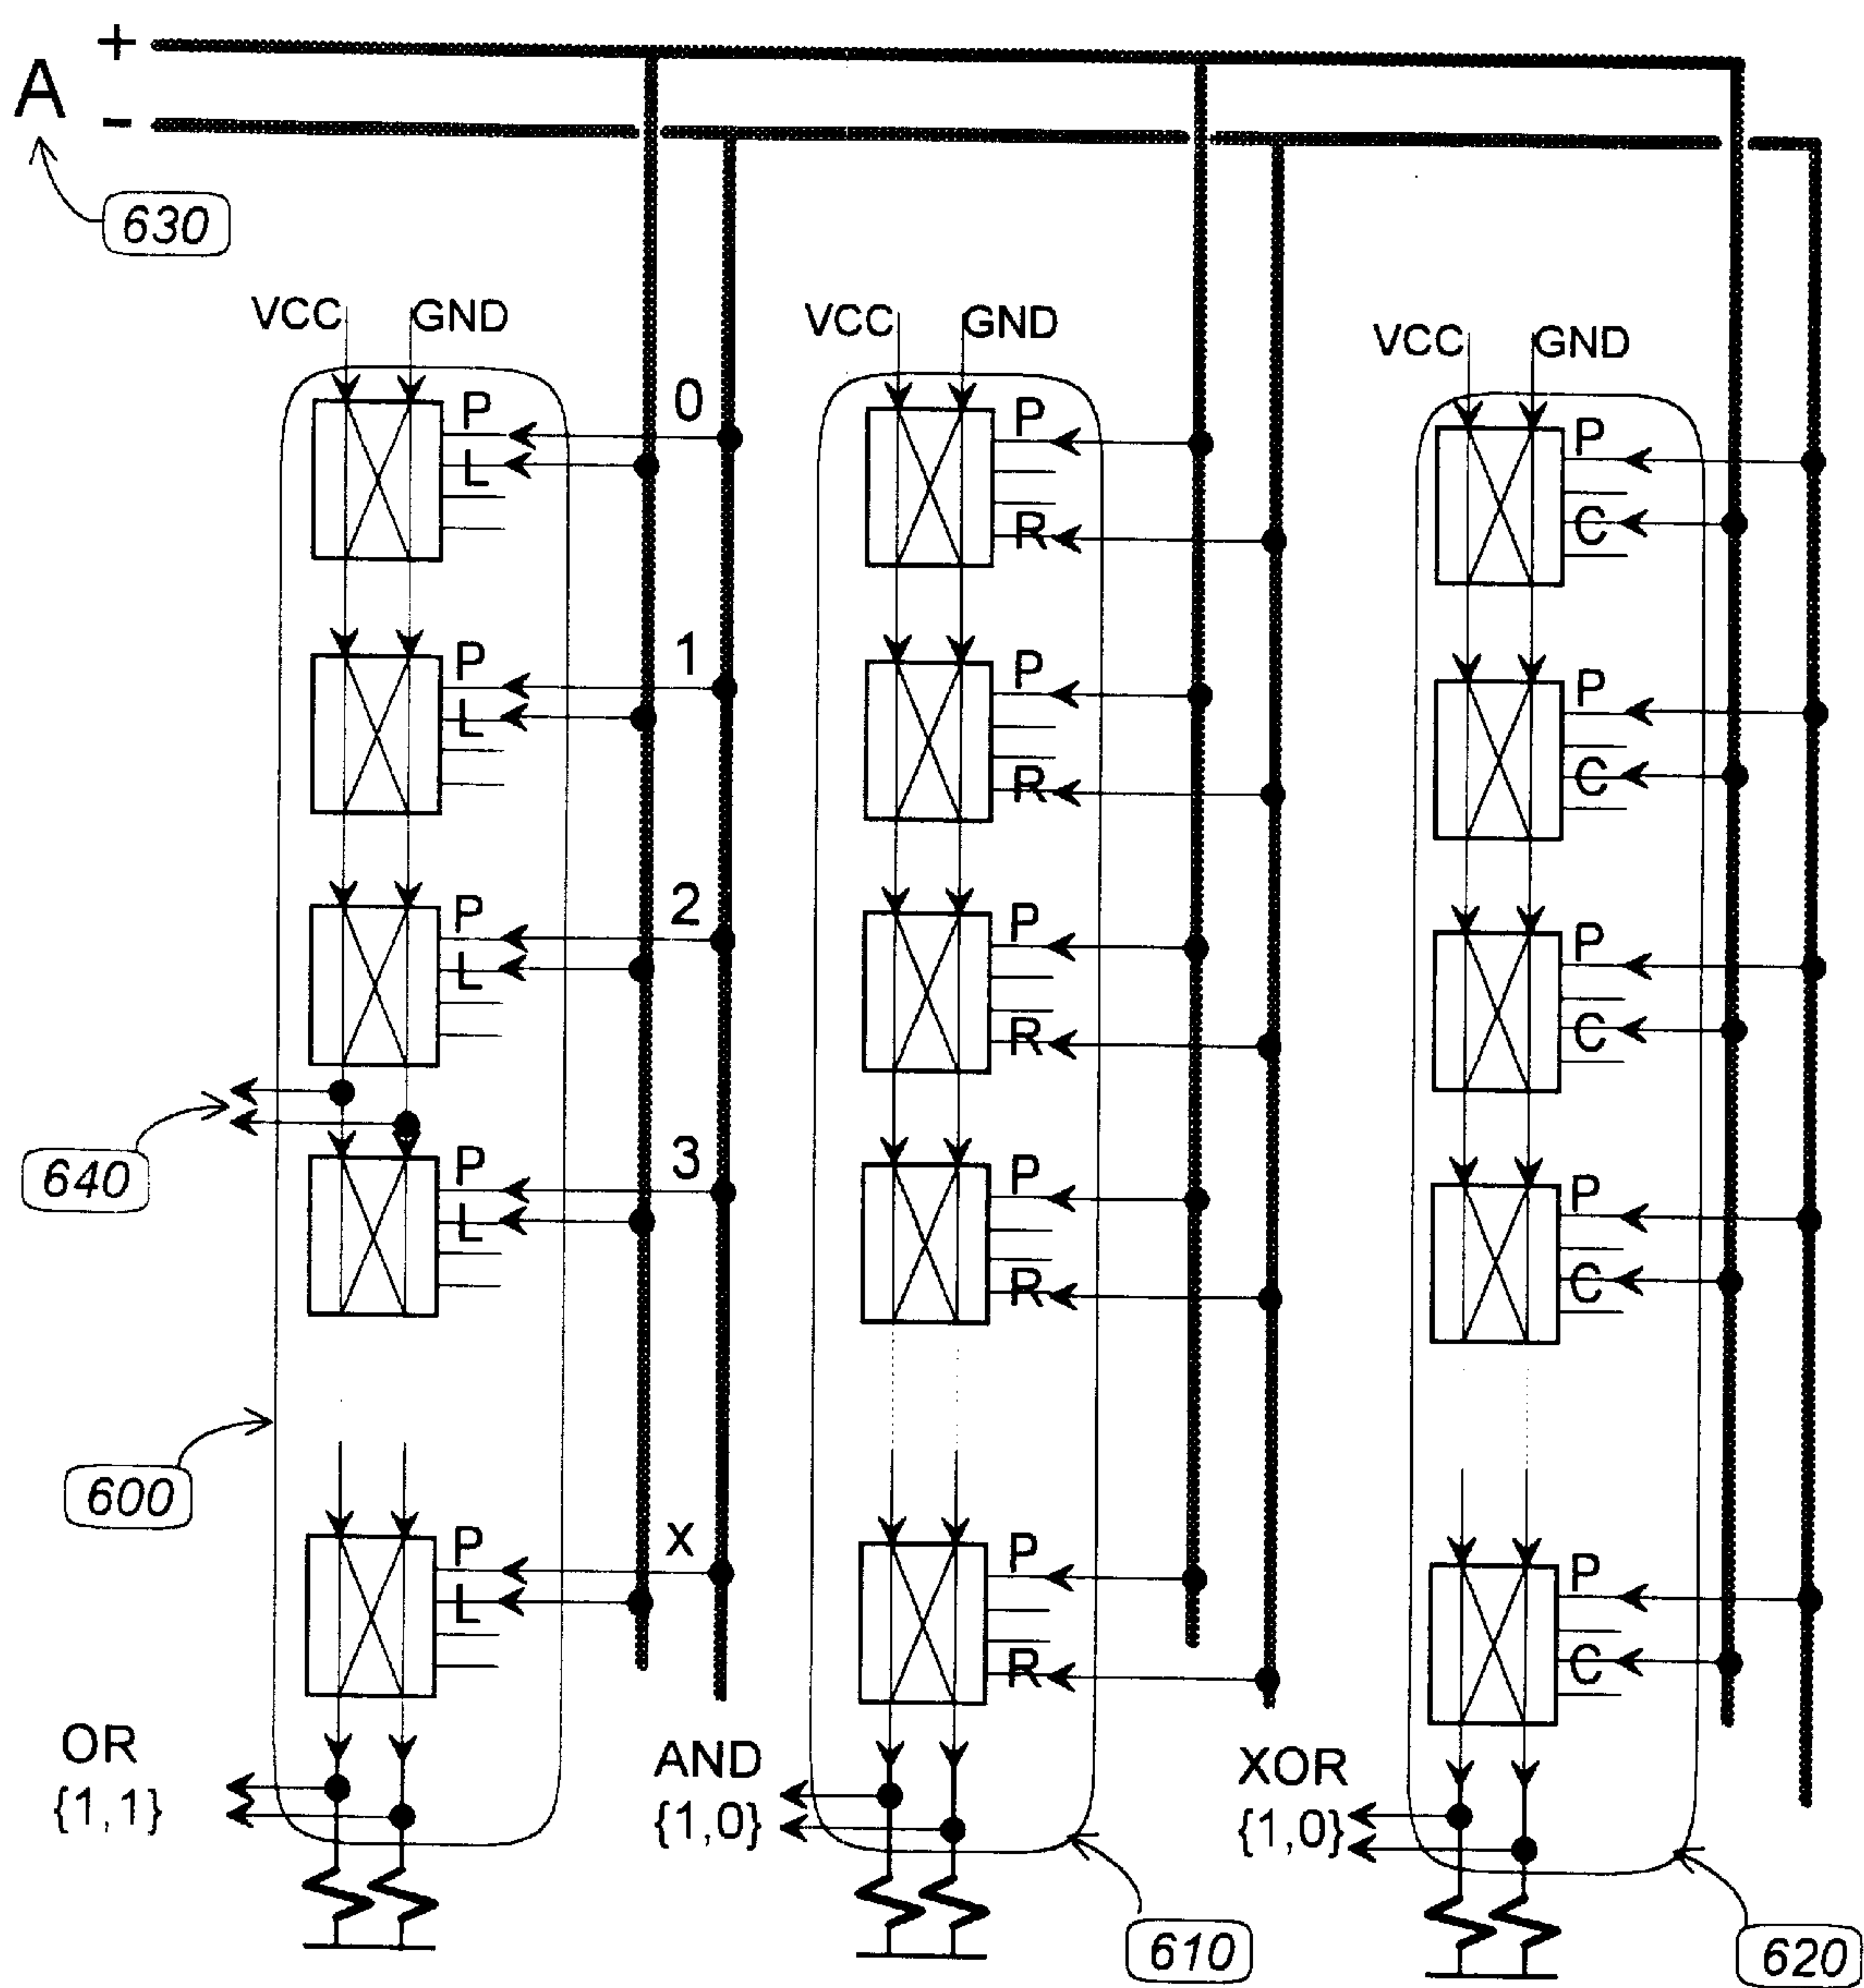 +
A
-
630
VCC GND VCC GND VCC GND
P 0 P P
L C
R
1
P P P
L C
R
2
P P P
L C
R
640
3
P P P
L C
R
600
X
P P P
L C
R
OR AND XOR
{1,1} {1,0} {1,0}
610 620